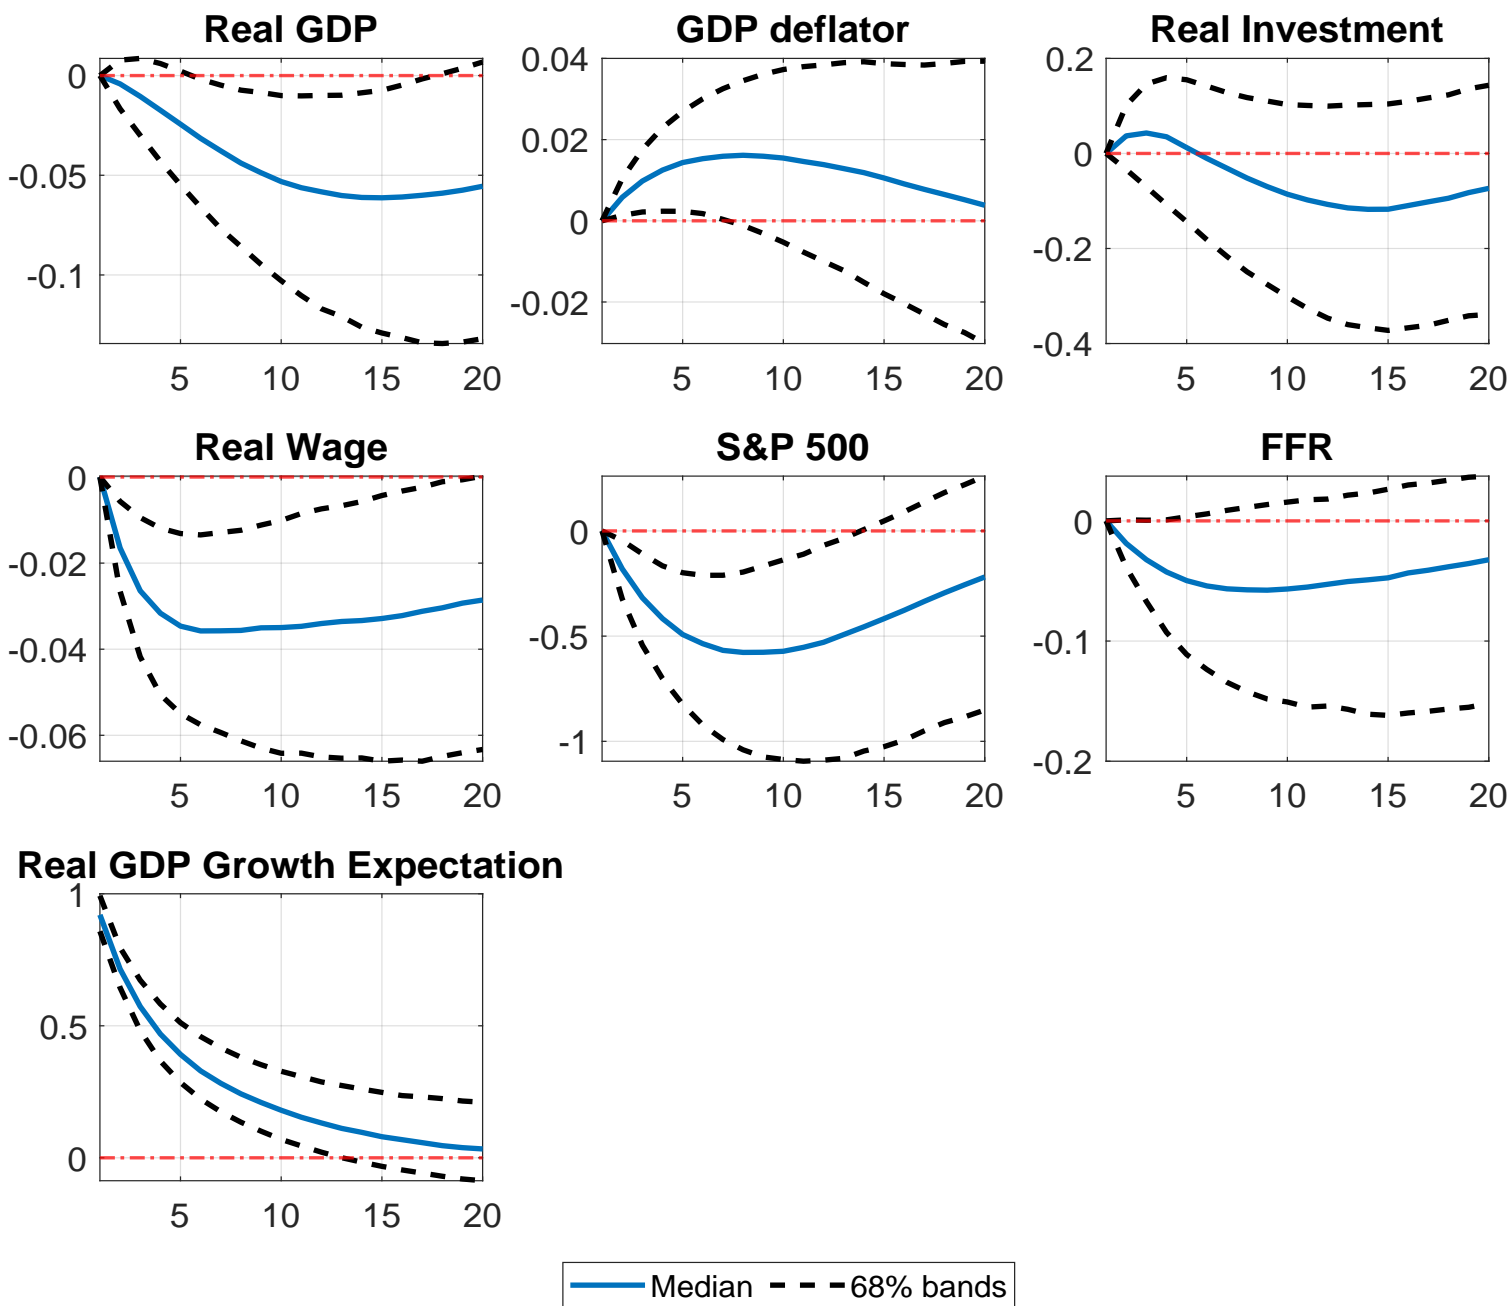 Real GDP
0
-0.05
-0.1
5 10 15 20
GDP deflator
0.04
0.02
0
-0.02
5 10 15 20
Real Investment
0.2
0
-0.2
-0.4
5 10 15 20
Real Wage
0
-0.02
-0.04
-0.06
5 10 15 20
S&P 500
0
-0.5
-1
5 10 15 20
FFR
0
-0.1
-0.2
5 10 15 20
Real GDP Growth Expectation
1
0.5
0
5 10 15 20
Median 68% bands